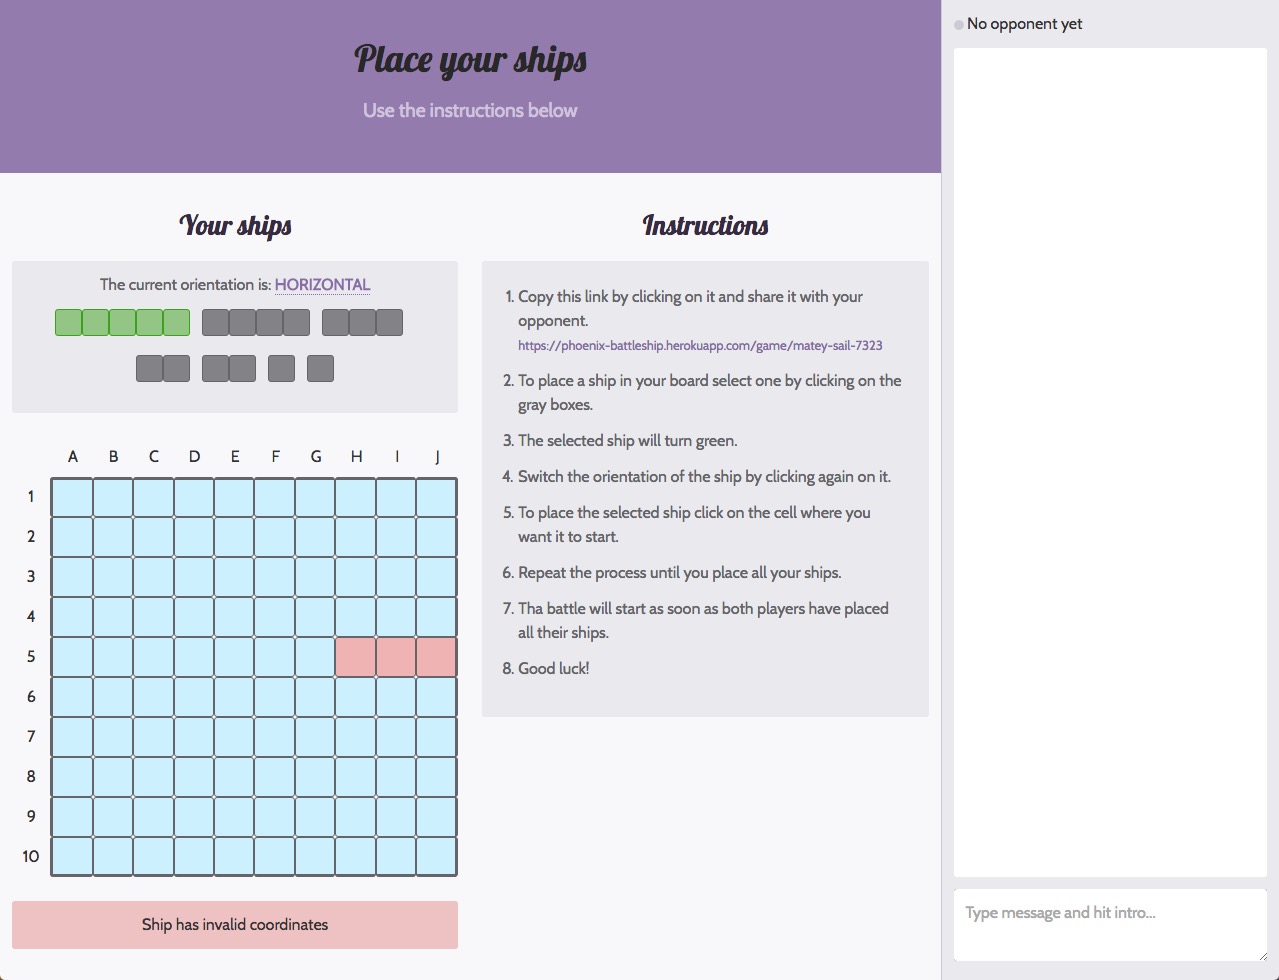 Place your ships
Use the instructions below
Your ships
The current orientation is: HORIZONTAL
A B C D E F G H I J
1
2
3
4
5
6
7
8
9
10
Ship has invalid coordinates
Instructions
1. Copy this link by clicking on it and share it with your
opponent.
https://phoenix-battleship.herokuapp.com/game/matey-sail-7323
2. To place a ship in your board select one by clicking on the
gray boxes.
3. The selected ship will turn green.
4. Switch the orientation of the ship by clicking again on it.
5. To place the selected ship click on the cell where you
want it to start.
6. Repeat the process until you place all your ships.
7. Tha battle will start as soon as both players have placed
all their ships.
8. Good luck!
No opponent yet
Type message and hit intro...